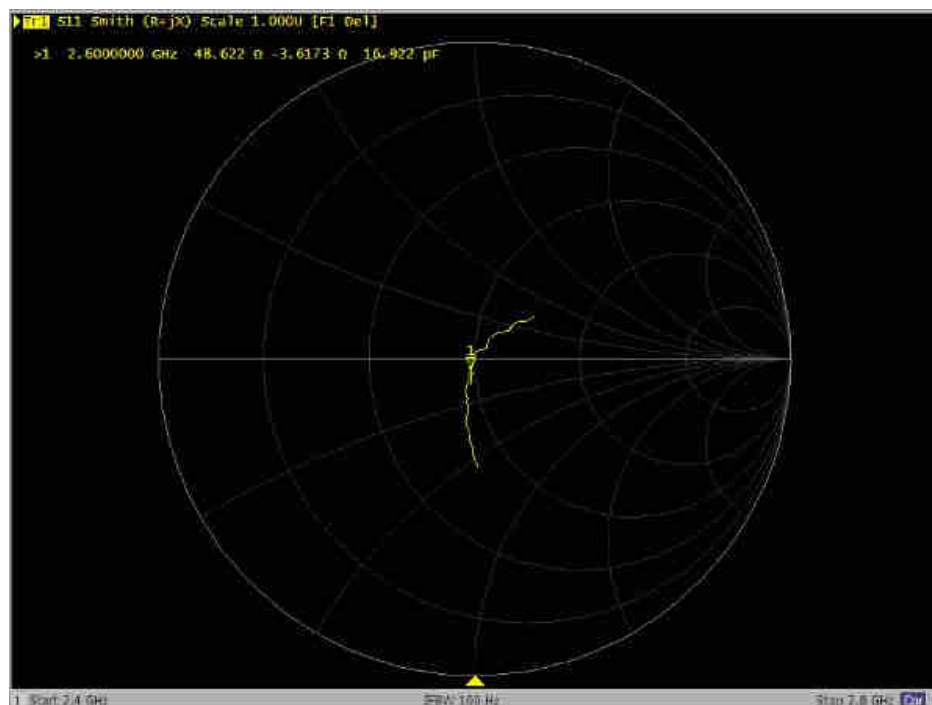 Tr1 S11 Smith (R+jX) Scale 1.000U [F1 Del]
>1 2.6000000 GHz 48.622 Ω -3.6173 Ω 16.922 pF
1
1 Start 2.4 GHz IFBW 100 Hz Stop 2.8 GHz Cor